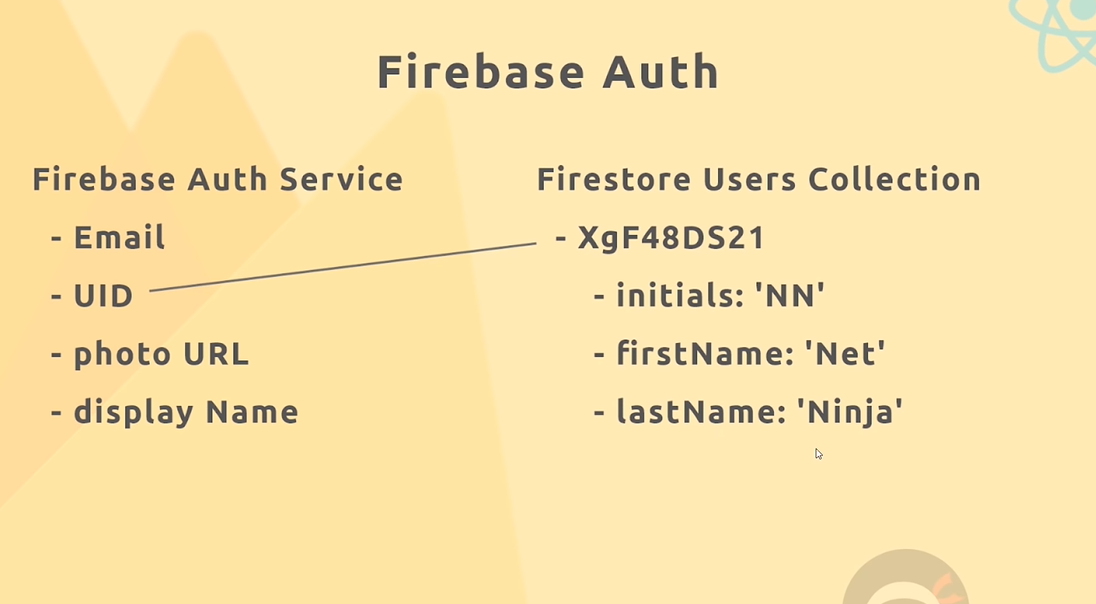 Firebase Auth
Firebase Auth Service
- Email
- UID
- photo URL
- display Name
Firestore Users Collection
- XgF48DS21
- initials: 'NN'
- firstName: 'Net'
- lastName: 'Ninja'